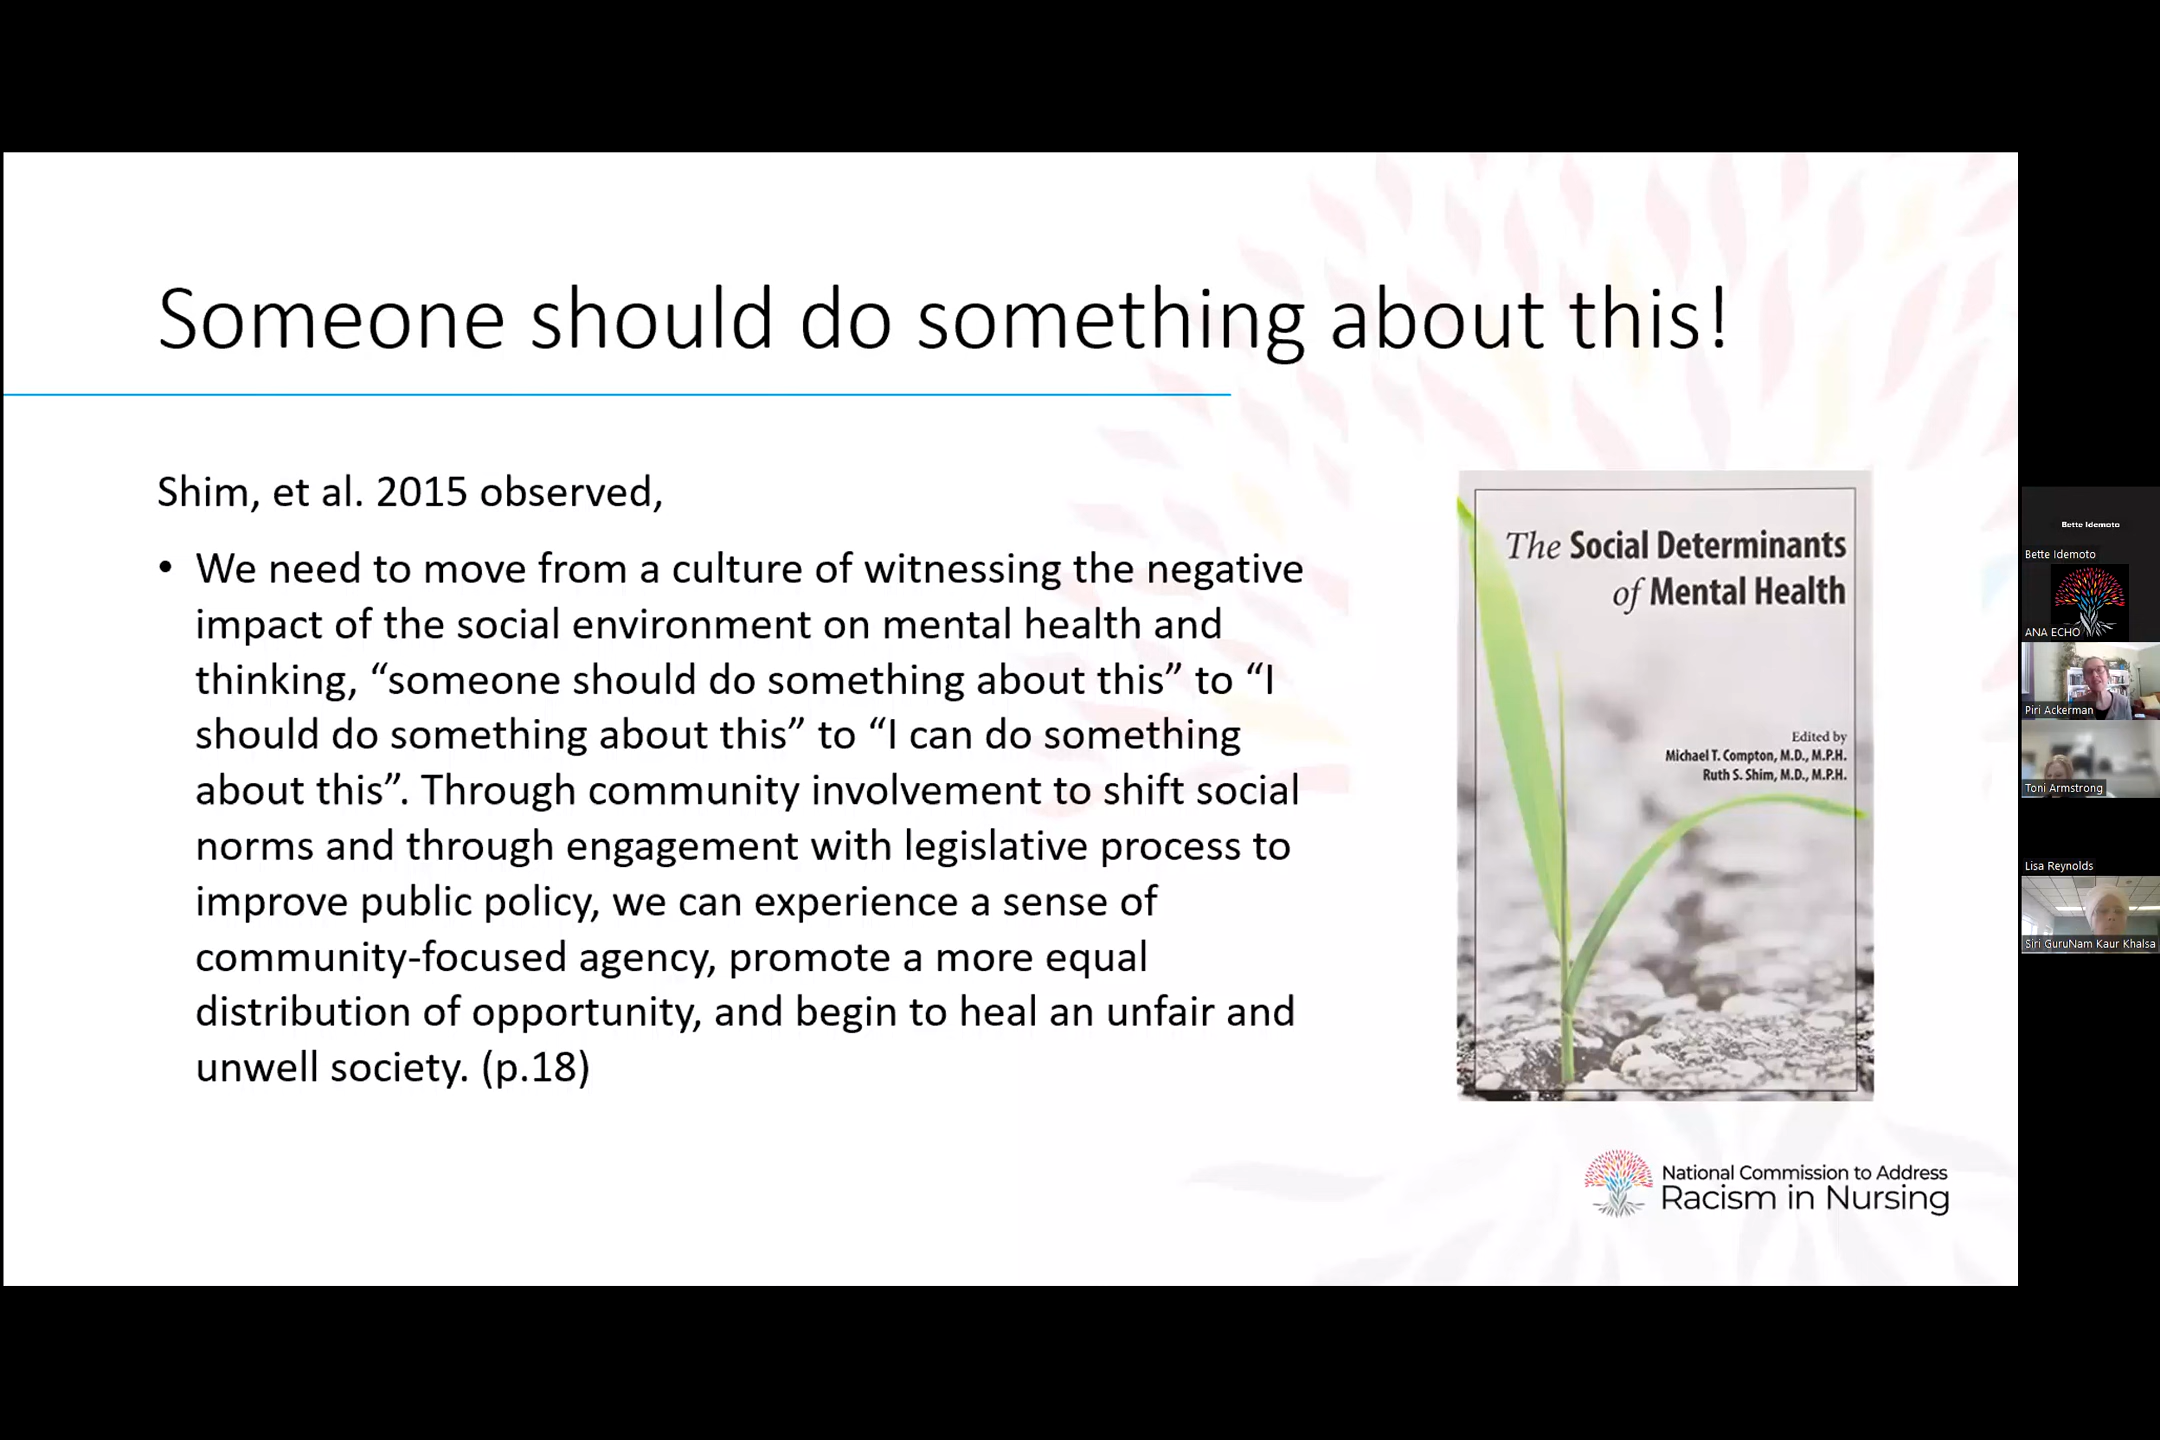 Someone should do something about this!
Shim, et al. 2015 observed,
• We need to move from a culture of witnessing the negative
impact of the social environment on mental health and
thinking, “someone should do something about this” to “I
should do something about this” to “I can do something
about this”. Through community involvement to shift social
norms and through engagement with legislative process to
improve public policy, we can experience a sense of
community-focused agency, promote a more equal
distribution of opportunity, and begin to heal an unfair and
unwell society. (p.18)
The Social Determinants
of Mental Health
Edited by
Michael T. Compton, M.D., M.P.H.
Ruth S. Shim, M.D., M.P.H.
National Commission to Address
Racism in Nursing
Bette Idemoto
Bette Idemoto
ANA ECHO
Piri Ackerman
Toni Armstrong
Lisa Reynolds
Siri GuruNam Kaur Khalsa